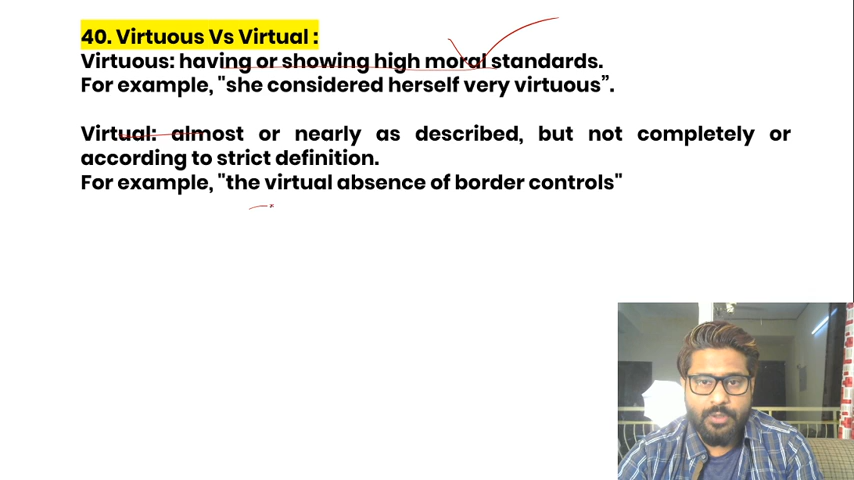 40. Virtuous Vs Virtual :
Virtuous: having or showing high moral standards.
For example, "she considered herself very virtuous”.
Virtual: almost or nearly as described, but not completely or
according to strict definition.
For example, "the virtual absence of border controls"